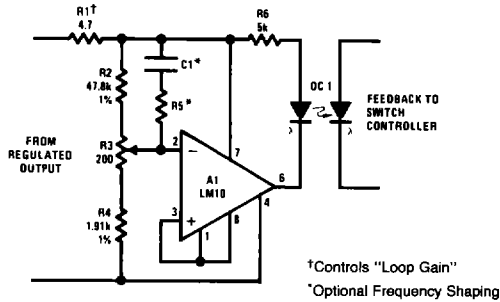 R1†
4.7
R6
5k
C1*
R2
47.8k
1%
R5*
OC 1
FEEDBACK TO
SWITCH
CONTROLLER
FROM
REGULATED
OUTPUT
R3
200
2
7
A1
LM10
6
4
3
8
1
R4
1.91k
1%
†Controls "Loop Gain"
*Optional Frequency Shaping